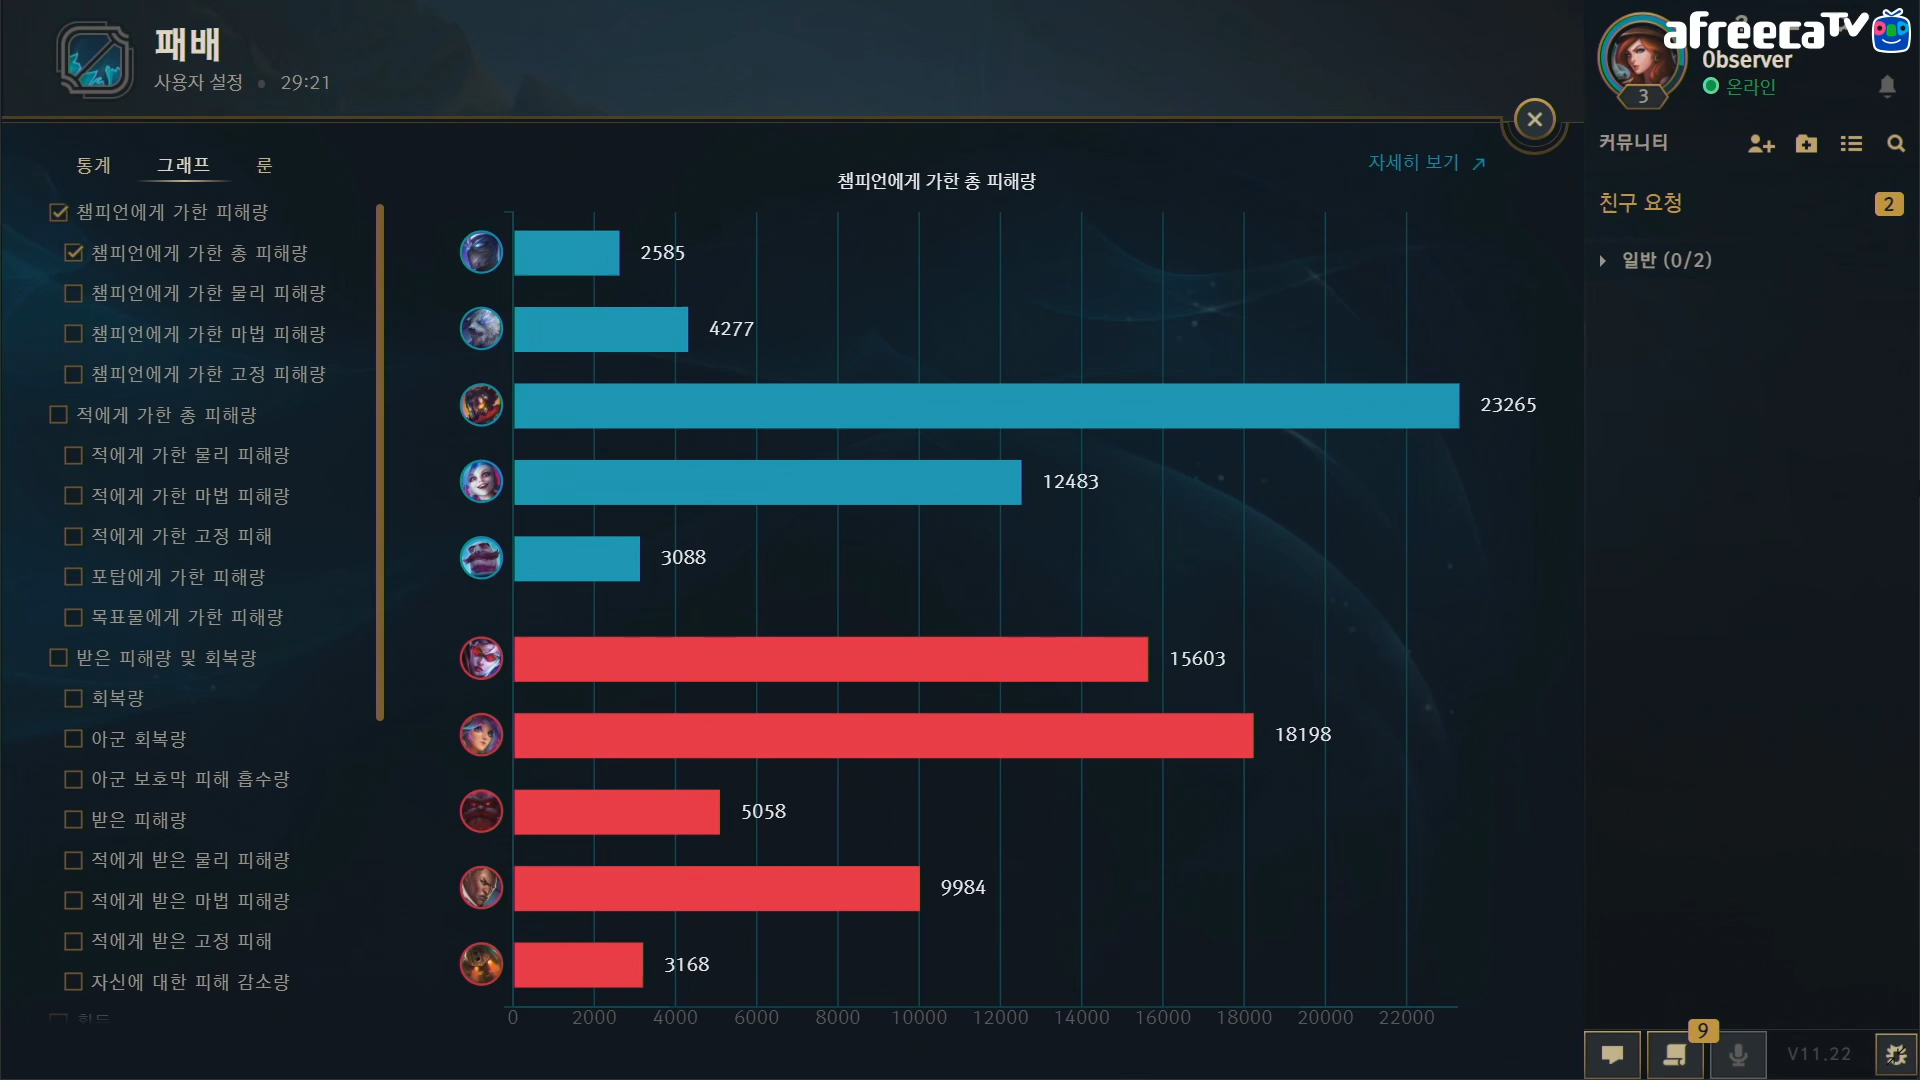 패배
사용자 설정 • 29:21
afreecaTV
Observer
3
온라인
커뮤니티
친구 요청
2
일반 (0/2)
통계 그래프 룬
자세히 보기
챔피언에게 가한 총 피해량
챔피언에게 가한 피해량
챔피언에게 가한 총 피해량
챔피언에게 가한 물리 피해량
챔피언에게 가한 마법 피해량
챔피언에게 가한 고정 피해량
적에게 가한 총 피해량
적에게 가한 물리 피해량
적에게 가한 마법 피해량
적에게 가한 고정 피해
포탑에게 가한 피해량
목표물에게 가한 피해량
받은 피해량 및 회복량
회복량
아군 회복량
아군 보호막 피해 흡수량
받은 피해량
적에게 받은 물리 피해량
적에게 받은 마법 피해량
적에게 받은 고정 피해
자신에 대한 피해 감소량
2585
4277
23265
12483
3088
15603
18198
5058
9984
3168
0 2000 4000 6000 8000 10000 12000 14000 16000 18000 20000 22000
9
V11.22